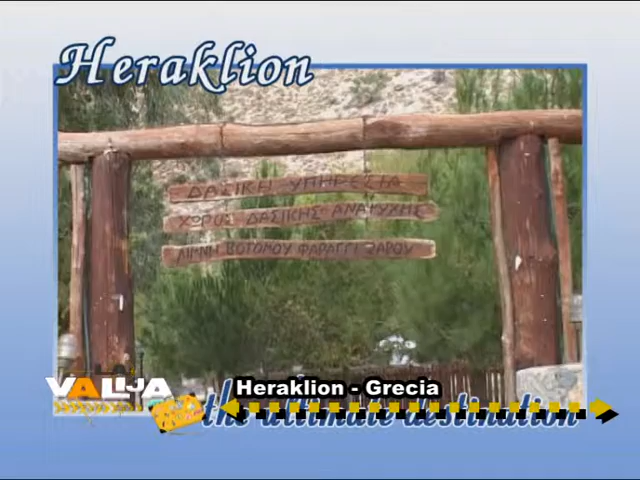 Heraklion
ΔΑΣΙΚΗ ΥΠΗΡΕΣΙΑ
ΧΩΡΟΣ ΔΑΣΙΚΗΣ ΑΝΑΨΥΧΗΣ
ΛΙΜΝΗ ΒΟΤΟΜΟΥ ΦΑΡΑΓΓΙ ΖΑΡΟΥ
VALIJA
Heraklion - Grecia
the ultimate destination